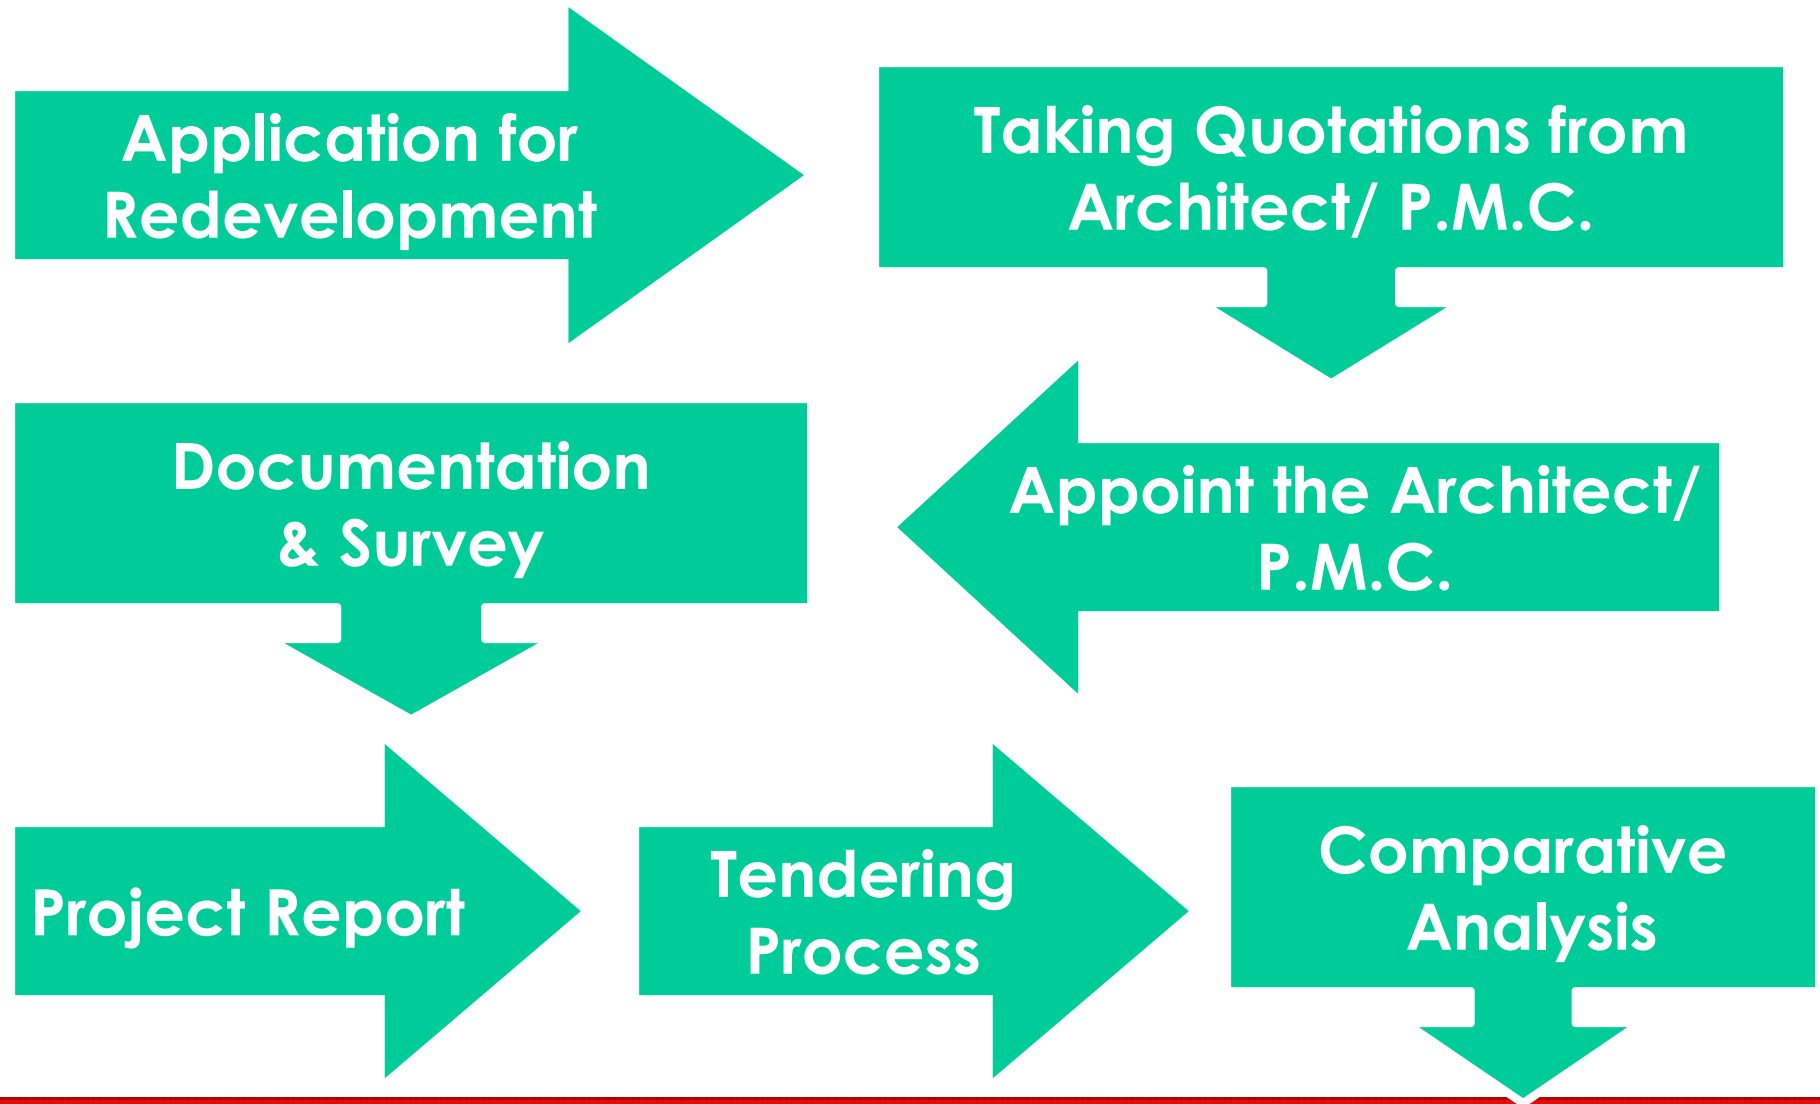 Application for
Redevelopment
Taking Quotations from
Architect/ P.M.C.
Appoint the Architect/
P.M.C.
Documentation
& Survey
Project Report
Tendering
Process
Comparative
Analysis